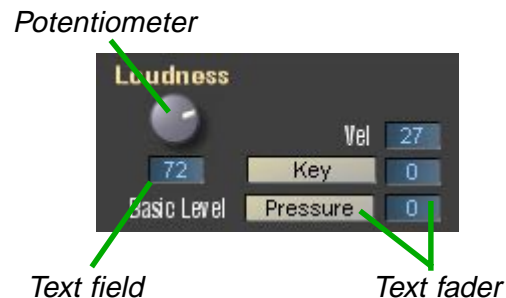 Potentiometer
Loudness
Vel 27
72 Key 0
Basic Level Pressure 0
Text field Text fader